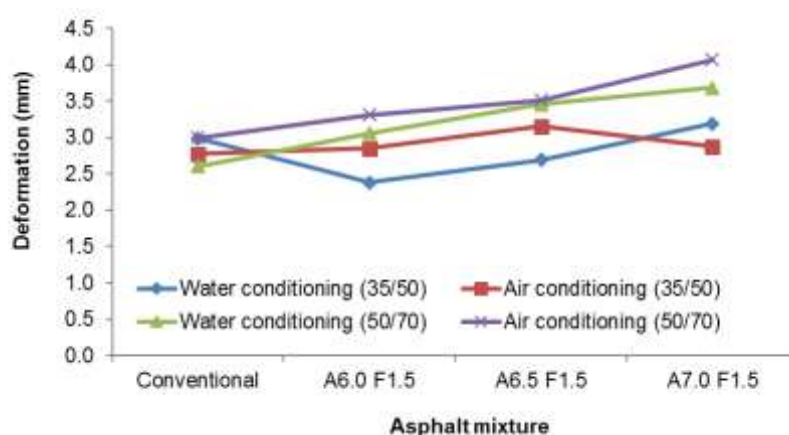 4.5
4.0
3.5
3.0
2.5
2.0
1.5
1.0
0.5
0.0
Deformation (mm)
Water conditioning (35/50)
Air conditioning (35/50)
Water conditioning (50/70)
Air conditioning (50/70)
Conventional
A6.0 F1.5
A6.5 F1.5
A7.0 F1.5
Asphalt mixture